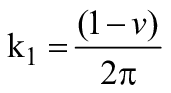 k₁ = (1 − ν) / 2π